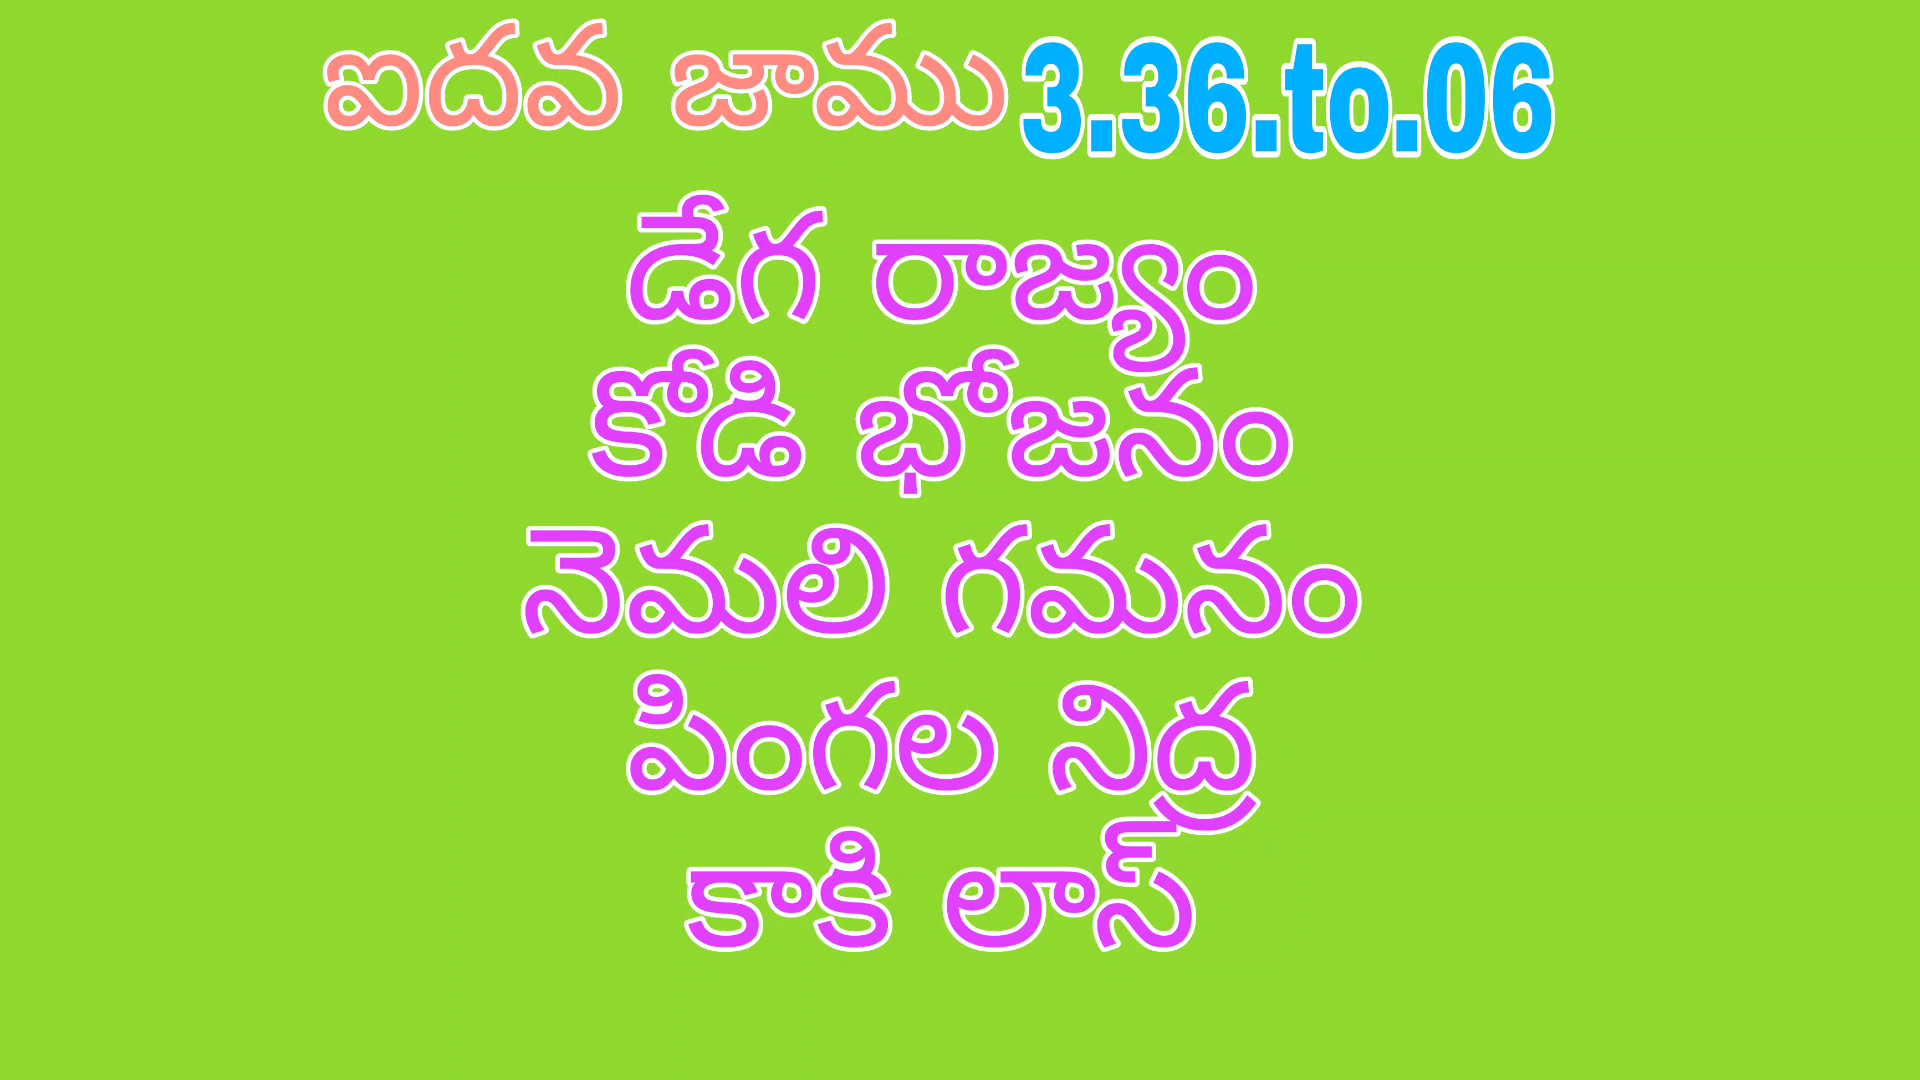 ఐదవ జాము 3.36.to.06
డేగ రాజ్యం
కోడి భోజనం
నెమలి గమనం
పింగల నిద్ర
కాకి లాస్